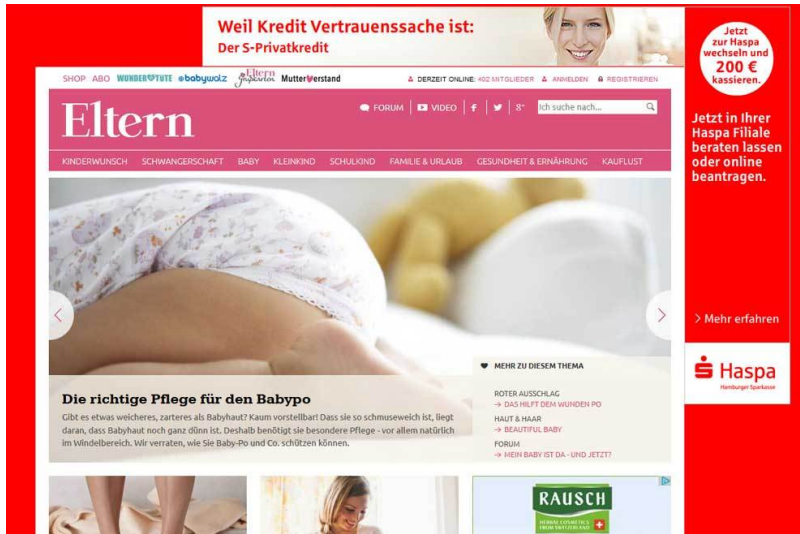 Weil Kredit Vertrauenssache ist:
Der S-Privatkredit
Jetzt
zur Haspa
wechseln und
200 €
kassieren.
Jetzt in Ihrer
Haspa Filiale
beraten lassen
oder online
beantragen.
> Mehr erfahren
Haspa
Hamburger Sparkasse
SHOP ABO WUNDERTÜTE babywalz Eltern Mutterverstand DERZEIT ONLINE: 402 MITGLIEDER ANMELDEN REGISTRIEREN
Eltern
FORUM VIDEO f 8+ Ich suche nach...
KINDERWUNSCH SCHWANGERSCHAFT BABY KLEINKIND SCHULKIND FAMILIE & URLAUB GESUNDHEIT & ERNÄHRUNG KAUFLUST
Die richtige Pflege für den Babypo
Gibt es etwas weicheres, zarteres als Babyhaut? Kaum vorstellbar! Dass sie so schmuseweich ist, liegt
daran, dass Babyhaut noch ganz dünn ist. Deshalb benötigt sie besondere Pflege - vor allem natürlich
im Windelbereich. Wir verraten, wie Sie Baby-Po und Co. schützen können.
MEHR ZU DIESEM THEMA
ROTER AUSSCHLAG
→ DAS HILFT DEM WUNDEN PO
HAUT & HAAR
→ BEAUTIFUL BABY
FORUM
→ MEIN BABY IST DA - UND JETZT?
RAUSCH
HERBAL COSMETICS
FROM SWITZERLAND